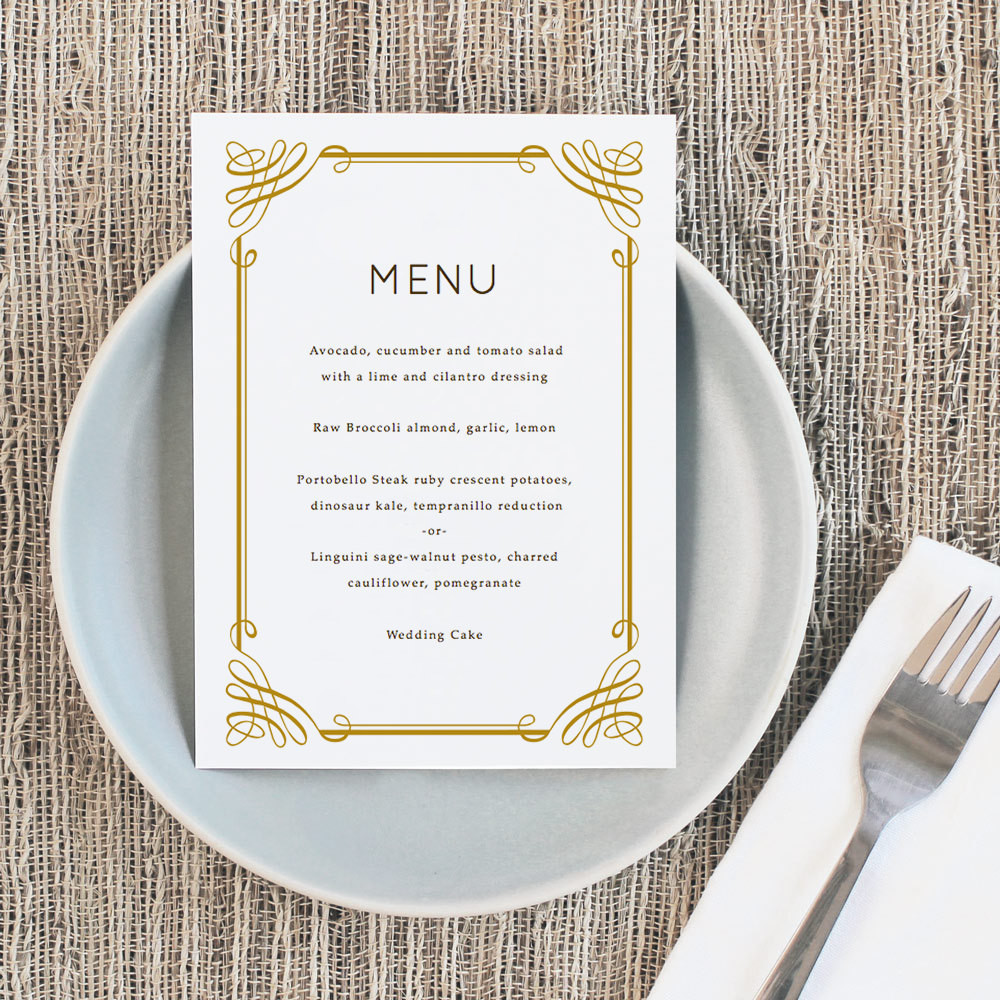 MENU
Avocado, cucumber and tomato salad
with a lime and cilantro dressing
Raw Broccoli almond, garlic, lemon
Portobello Steak ruby crescent potatoes,
dinosaur kale, tempranillo reduction
-or-
Linguini sage-walnut pesto, charred
cauliflower, pomegranate
Wedding Cake